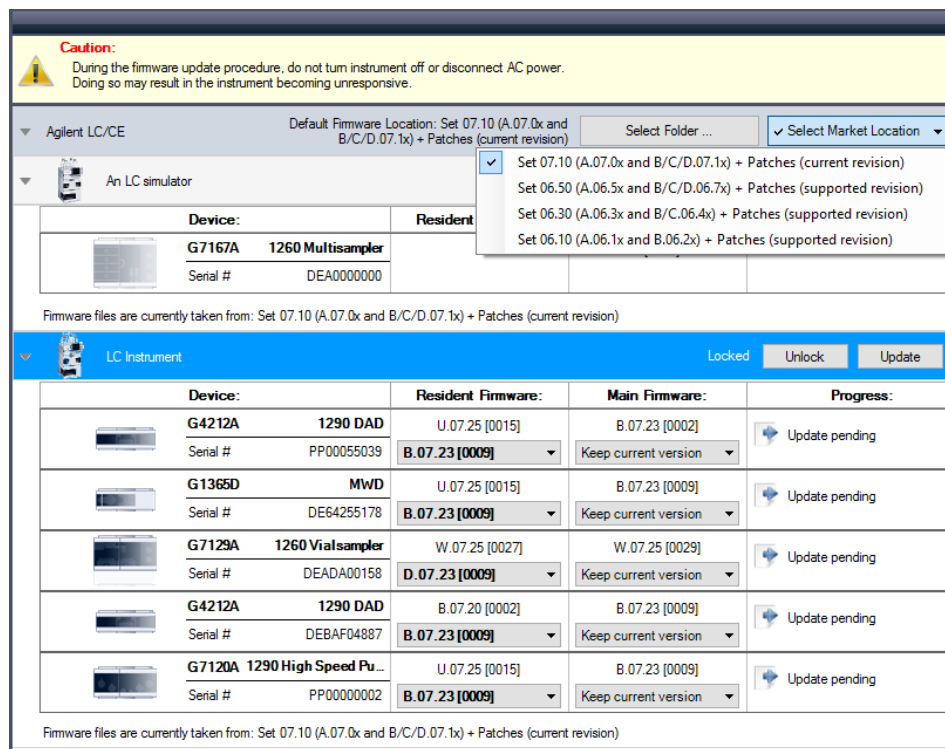 Caution:
During the firmware update procedure, do not turn instrument off or disconnect AC power.
Doing so may result in the instrument becoming unresponsive.
Agilent LC/CE
Default Firmware Location: Set 07.10 (A.07.0x and
B/C/D.07.1x) + Patches (current revision)
Select Folder ...
Select Market Location
Set 07.10 (A.07.0x and B/C/D.07.1x) + Patches (current revision)
Set 06.50 (A.06.5x and B/C/D.06.7x) + Patches (supported revision)
Set 06.30 (A.06.3x and B/C.06.4x) + Patches (supported revision)
Set 06.10 (A.06.1x and B.06.2x) + Patches (supported revision)
An LC simulator
Device: Resident
G7167A 1260 Multisampler
Serial # DEA0000000
Firmware files are currently taken from: Set 07.10 (A.07.0x and B/C/D.07.1x) + Patches (current revision)
LC Instrument Locked Unlock Update
Device: Resident Firmware: Main Firmware: Progress:
G4212A 1290 DAD U.07.25 [0015] B.07.23 [0002] Update pending
Serial # PP00055039 B.07.23 [0009] Keep current version
G1365D MWD U.07.25 [0015] B.07.23 [0009] Update pending
Serial # DE64255178 B.07.23 [0009] Keep current version
G7129A 1260 Vialsampler W.07.25 [0027] W.07.25 [0029] Update pending
Serial # DEADA00158 D.07.23 [0009] Keep current version
G4212A 1290 DAD B.07.20 [0002] B.07.23 [0009] Update pending
Serial # DEBAF04887 B.07.23 [0009] Keep current version
G7120A 1290 High Speed Pu... U.07.25 [0015] B.07.23 [0009] Update pending
Serial # PP00000002 B.07.23 [0009] Keep current version
Firmware files are currently taken from: Set 07.10 (A.07.0x and B/C/D.07.1x) + Patches (current revision)